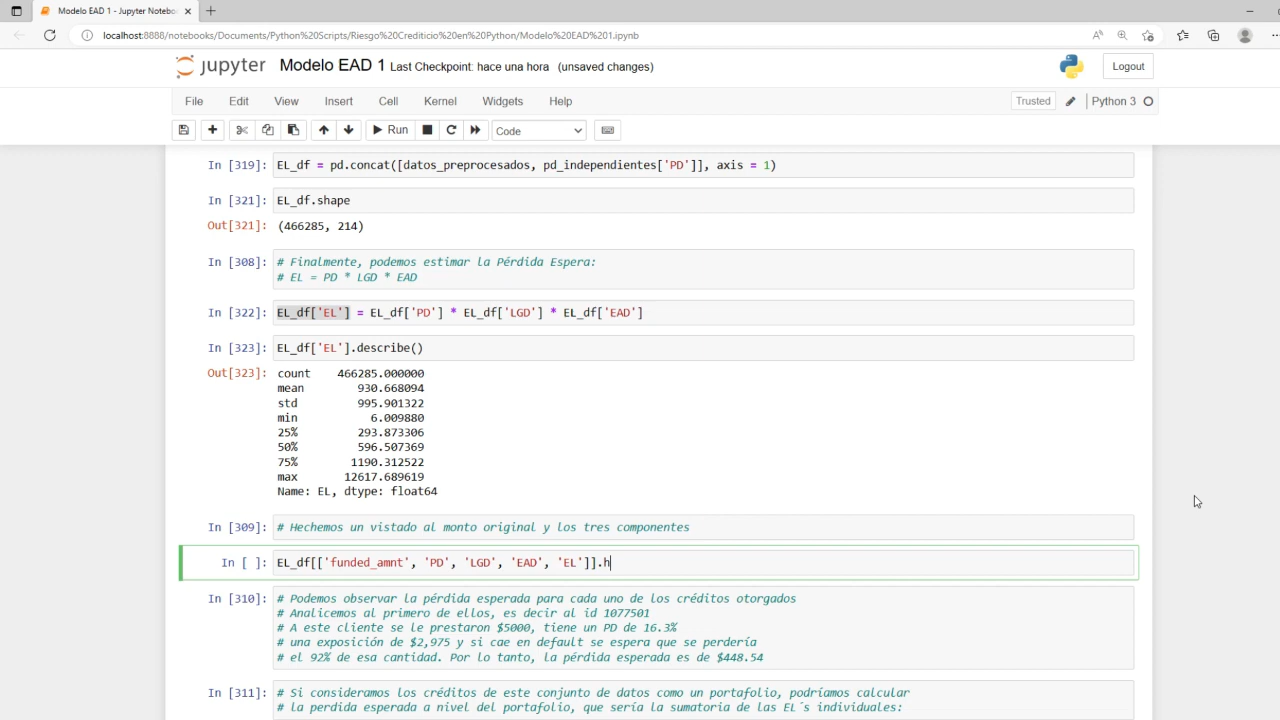 Modelo EAD 1 - Jupyter Notebo
localhost:8888/notebooks/Documents/Python%20Scripts/Riesgo%20Crediticio%20en%20Python/Modelo%20EAD%201.ipynb
jupyter Modelo EAD 1 Last Checkpoint: hace una hora (unsaved changes) Logout
File Edit View Insert Cell Kernel Widgets Help Trusted Python 3
Run Code
In [319]: EL_df = pd.concat([datos_preprocesados, pd_independientes['PD']], axis = 1)
In [321]: EL_df.shape
Out[321]: (466285, 214)
In [308]: # Finalmente, podemos estimar la Pérdida Espera:
# EL = PD * LGD * EAD
In [322]: EL_df['EL'] = EL_df['PD'] * EL_df['LGD'] * EL_df['EAD']
In [323]: EL_df['EL'].describe()
Out[323]: count 466285.000000
mean 930.668094
std 995.901322
min 6.009880
25% 293.873306
50% 596.507369
75% 1190.312522
max 12617.689619
Name: EL, dtype: float64
In [309]: # Hechemos un vistado al monto original y los tres componentes
In [ ]: EL_df[['funded_amnt', 'PD', 'LGD', 'EAD', 'EL']].h
In [310]: # Podemos observar la pérdida esperada para cada uno de los créditos otorgados
# Analicemos al primero de ellos, es decir al id 1077501
# A este cliente se le prestaron $5000, tiene un PD de 16.3%
# una exposición de $2,975 y si cae en default se espera que se perdería
# el 92% de esa cantidad. Por lo tanto, la pérdida esperada es de $448.54
In [311]: # Si consideramos los créditos de este conjunto de datos como un portafolio, podríamos calcular
# la perdida esperada a nivel del portafolio, que sería la sumatoria de las EL´s individuales: